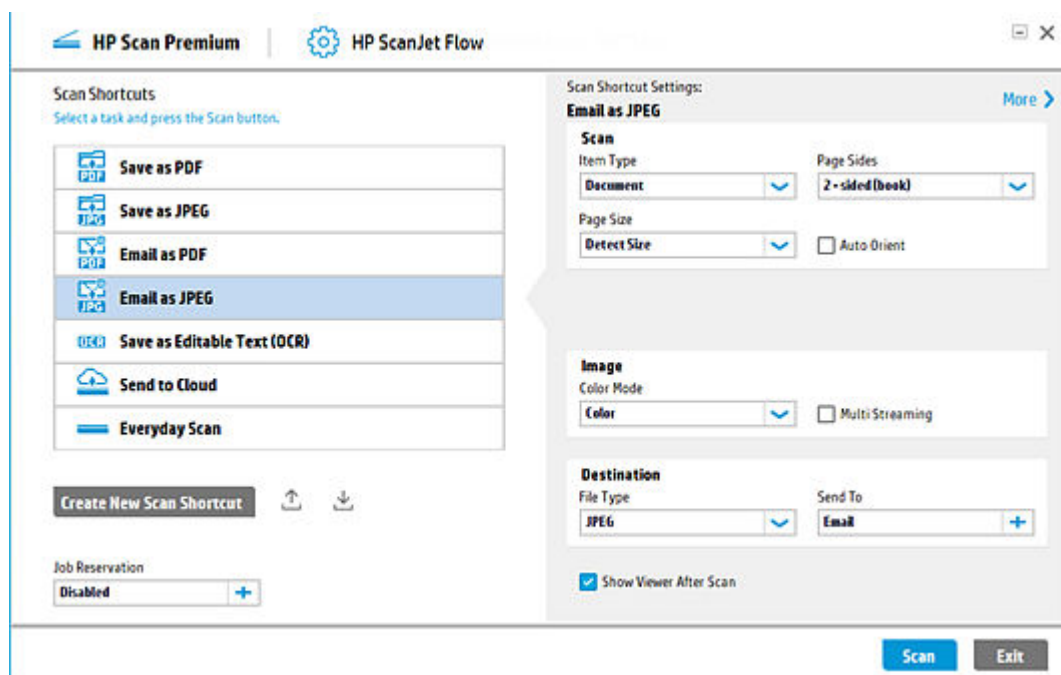 HP Scan Premium
HP ScanJet Flow
Scan Shortcuts
Select a task and press the Scan button.
PDF Save as PDF
JPG Save as JPEG
PDF Email as PDF
JPG Email as JPEG
OCR Save as Editable Text (OCR)
Send to Cloud
Everyday Scan
Create New Scan Shortcut
Job Reservation
Disabled
Scan Shortcut Settings:
Email as JPEG
More
Scan
Item Type Page Sides
Document 2 - sided (book)
Page Size
Detect Size Auto Orient
Image
Color Mode
Color Multi Streaming
Destination
File Type Send To
JPEG Email
Show Viewer After Scan
Scan Exit